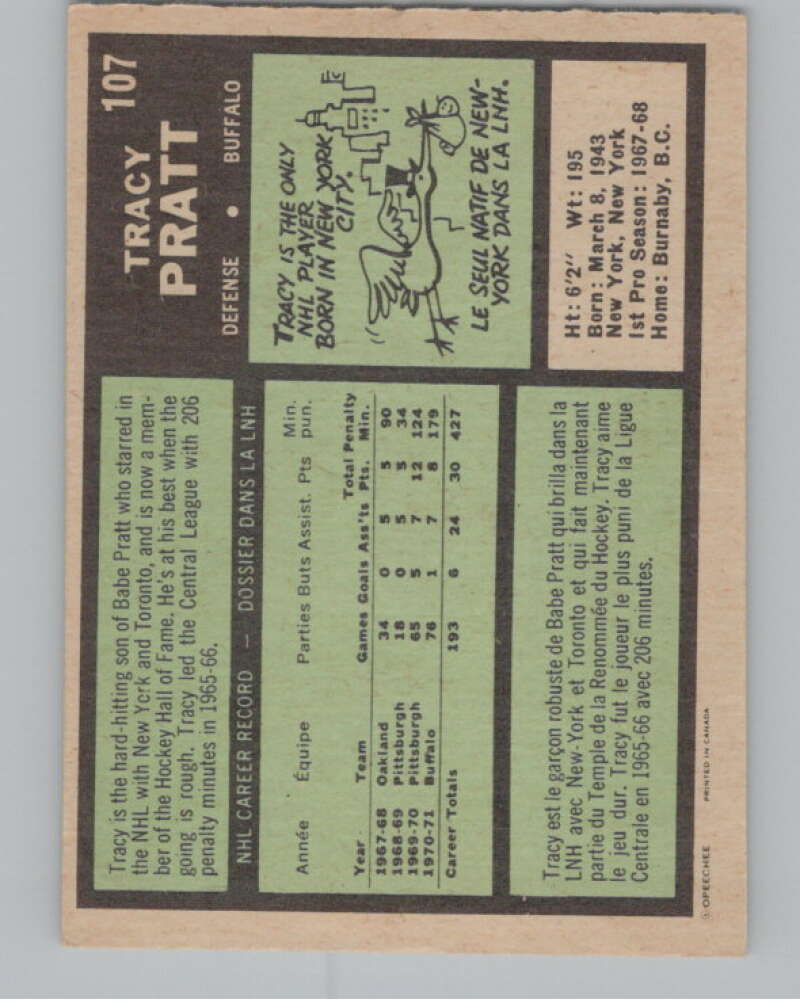 TRACY 107
PRATT
DEFENSE • BUFFALO
Tracy is the hard-hitting son of Babe Pratt who starred in
the NHL with New York and Toronto, and is now a mem-
ber of the Hockey Hall of Fame. He's at his best when the
going is rough. Tracy led the Central League with 206
penalty minutes in 1965-66.
NHL CAREER RECORD — DOSSIER DANS LA LNH
Année Équipe Parties Buts Assist. Pts Min. pun.
Year Team Games Goals Ass'ts Total Pts. Penalty Min.
1967-68 Oakland 34 0 5 5 90
1968-69 Pittsburgh 18 0 5 5 34
1969-70 Pittsburgh 65 5 7 12 124
1970-71 Buffalo 76 1 7 8 179
Career Totals 193 6 24 30 427
Tracy est le garçon robuste de Babe Pratt qui brilla dans la
LNH avec New-York et Toronto et qui fait maintenant
partie du Temple de la Renommée du Hockey. Tracy aime
le jeu dur. Tracy fut le joueur le plus puni de la Ligue
Centrale en 1965-66 avec 206 minutes.
TRACY IS THE ONLY
NHL PLAYER
BORN IN NEW YORK
CITY.
LE SEUL NATIF DE NEW-
YORK DANS LA LNH.
Ht: 6'2" Wt: 195
Born: March 8, 1943
New York, New York
1st Pro Season: 1967-68
Home: Burnaby, B.C.
© OPEECHEE PRINTED IN CANADA